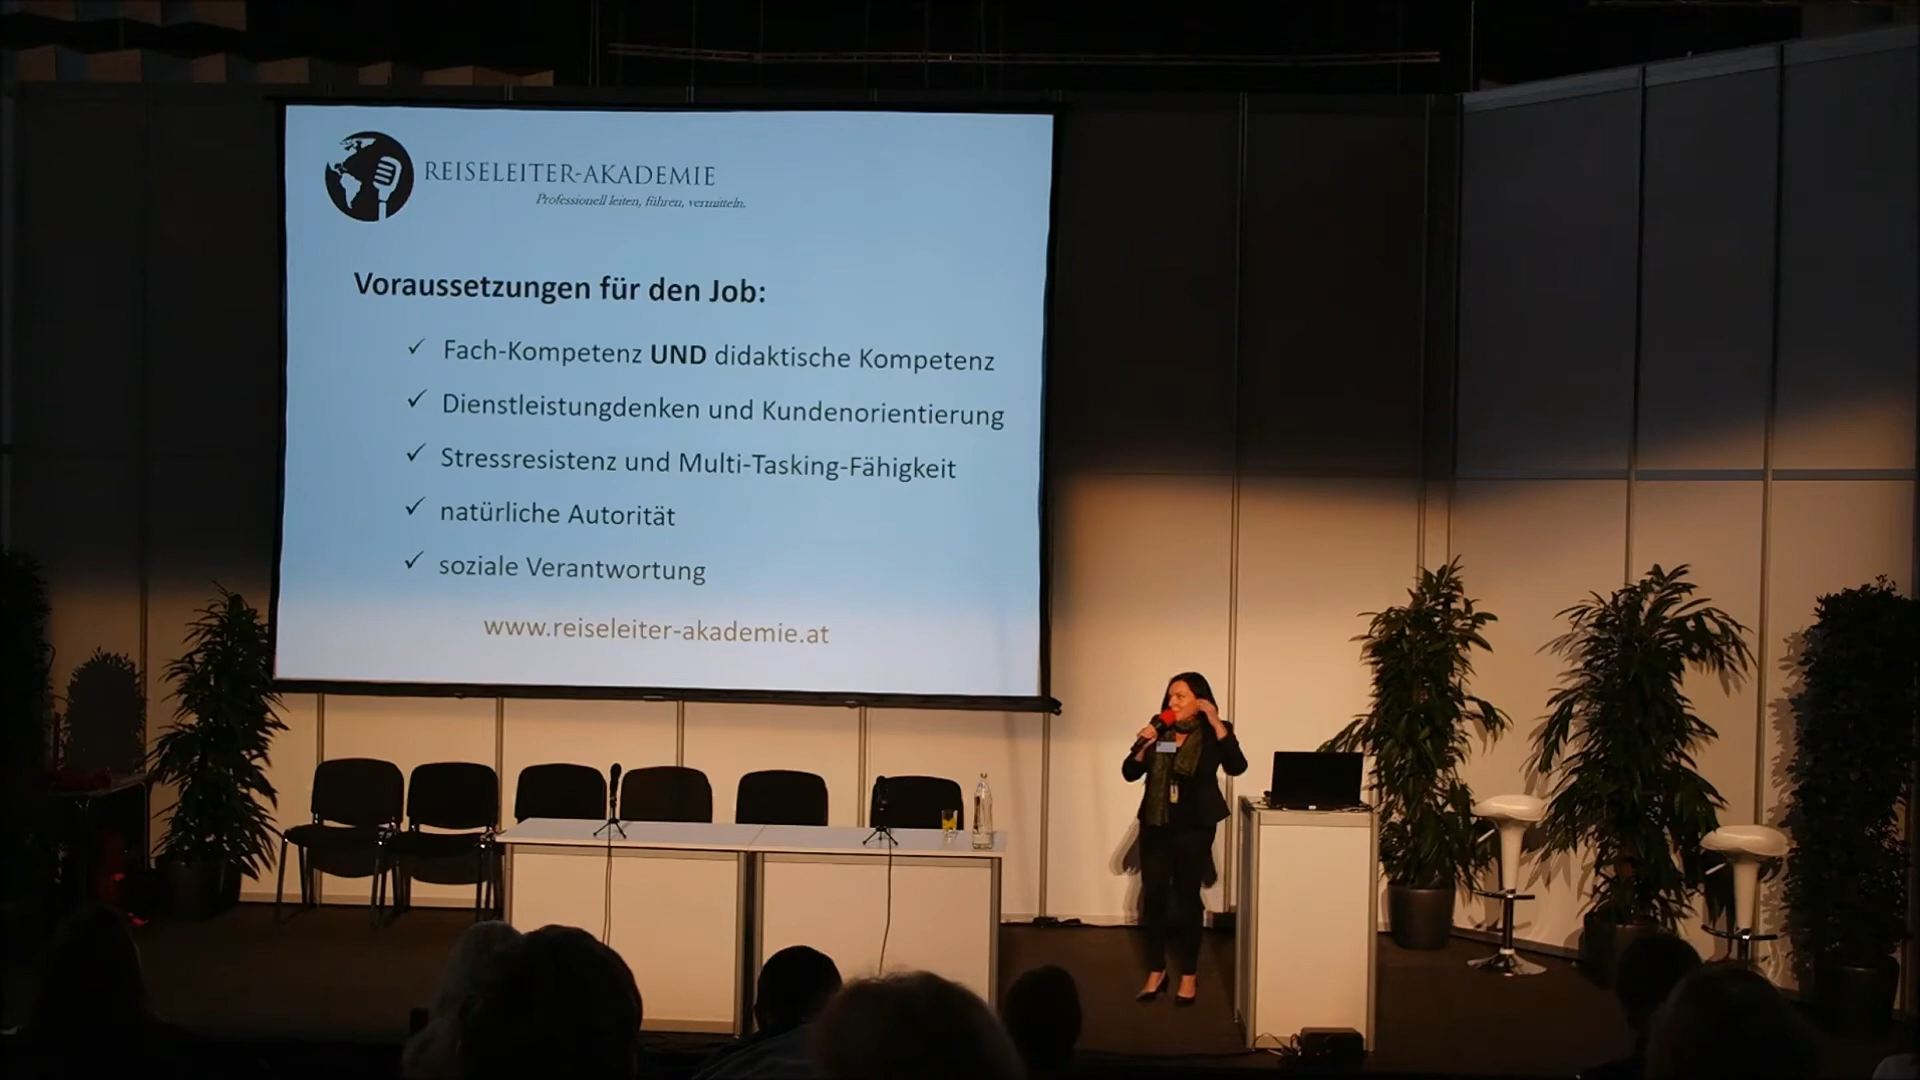 REISELEITER-AKADEMIE
Professionell leiten, führen, vermitteln.
Voraussetzungen für den Job:
✓ Fach-Kompetenz UND didaktische Kompetenz
✓ Dienstleistungdenken und Kundenorientierung
✓ Stressresistenz und Multi-Tasking-Fähigkeit
✓ natürliche Autorität
✓ soziale Verantwortung
www.reiseleiter-akademie.at